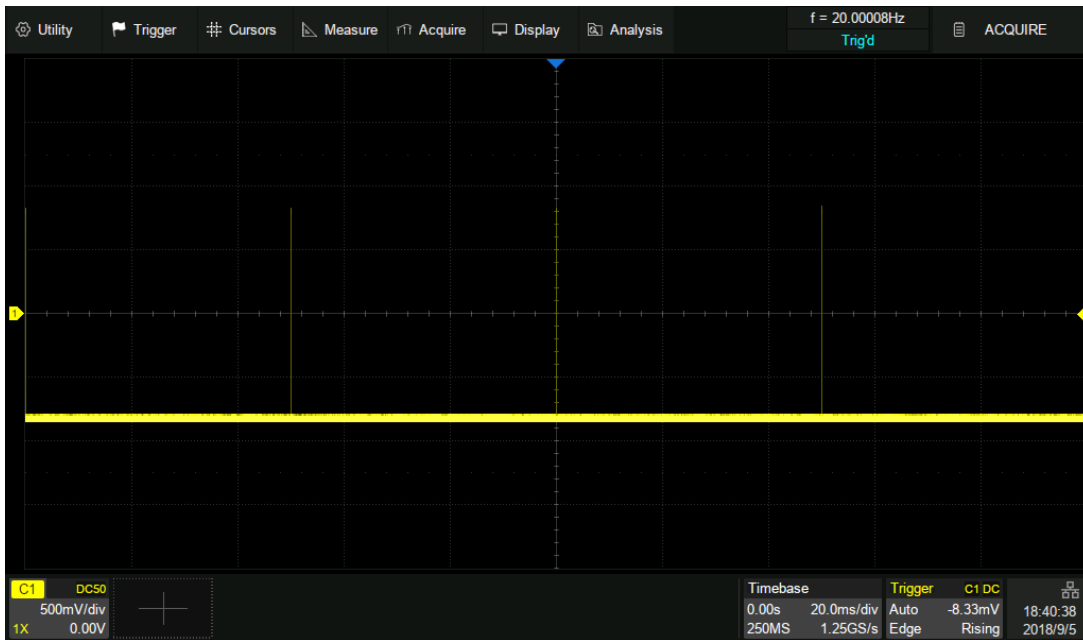 Utility Trigger Cursors Measure Acquire Display Analysis
f = 20.00008Hz
Trig'd
ACQUIRE
1
C1 DC50
500mV/div
1X 0.00V
Timebase
0.00s 20.0ms/div
250MS 1.25GS/s
Trigger C1 DC
Auto -8.33mV
Edge Rising
18:40:38
2018/9/5